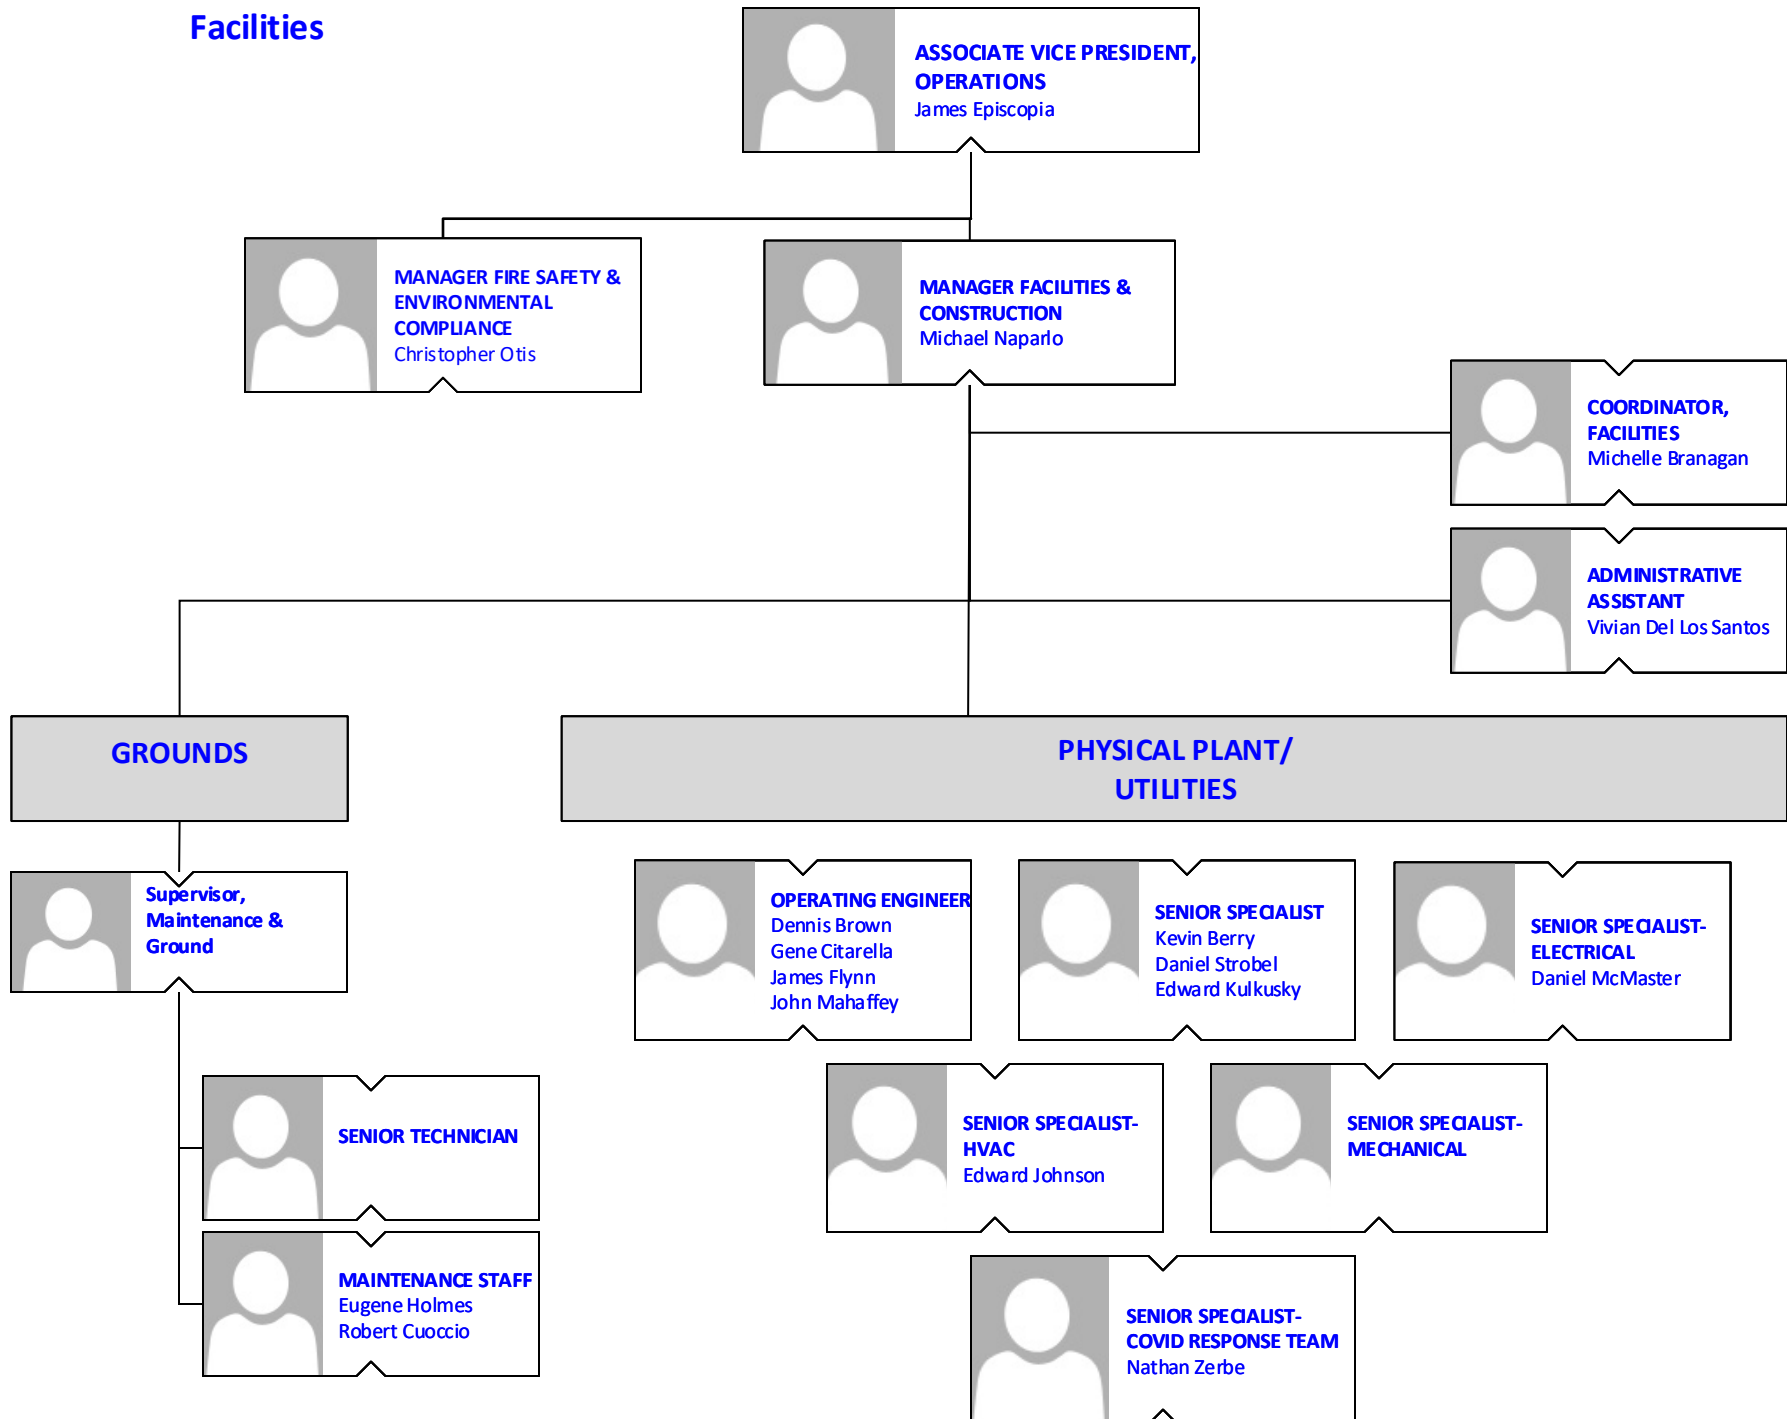 Facilities
ASSOCIATE VICE PRESIDENT,
OPERATIONS
James Episcopia
MANAGER FIRE SAFETY &
ENVIRONMENTAL
COMPLIANCE
Christopher Otis
MANAGER FACILITIES &
CONSTRUCTION
Michael Naparlo
COORDINATOR,
FACILITIES
Michelle Branagan
ADMINISTRATIVE
ASSISTANT
Vivian Del Los Santos
GROUNDS
PHYSICAL PLANT/
UTILITIES
Supervisor,
Maintenance &
Ground
OPERATING ENGINEER
Dennis Brown
Gene Citarella
James Flynn
John Mahaffey
SENIOR SPECIALIST
Kevin Berry
Daniel Strobel
Edward Kulkusky
SENIOR SPECIALIST-
ELECTRICAL
Daniel McMaster
SENIOR TECHNICIAN
SENIOR SPECIALIST-
HVAC
Edward Johnson
SENIOR SPECIALIST-
MECHANICAL
MAINTENANCE STAFF
Eugene Holmes
Robert Cuoccio
SENIOR SPECIALIST-
COVID RESPONSE TEAM
Nathan Zerbe